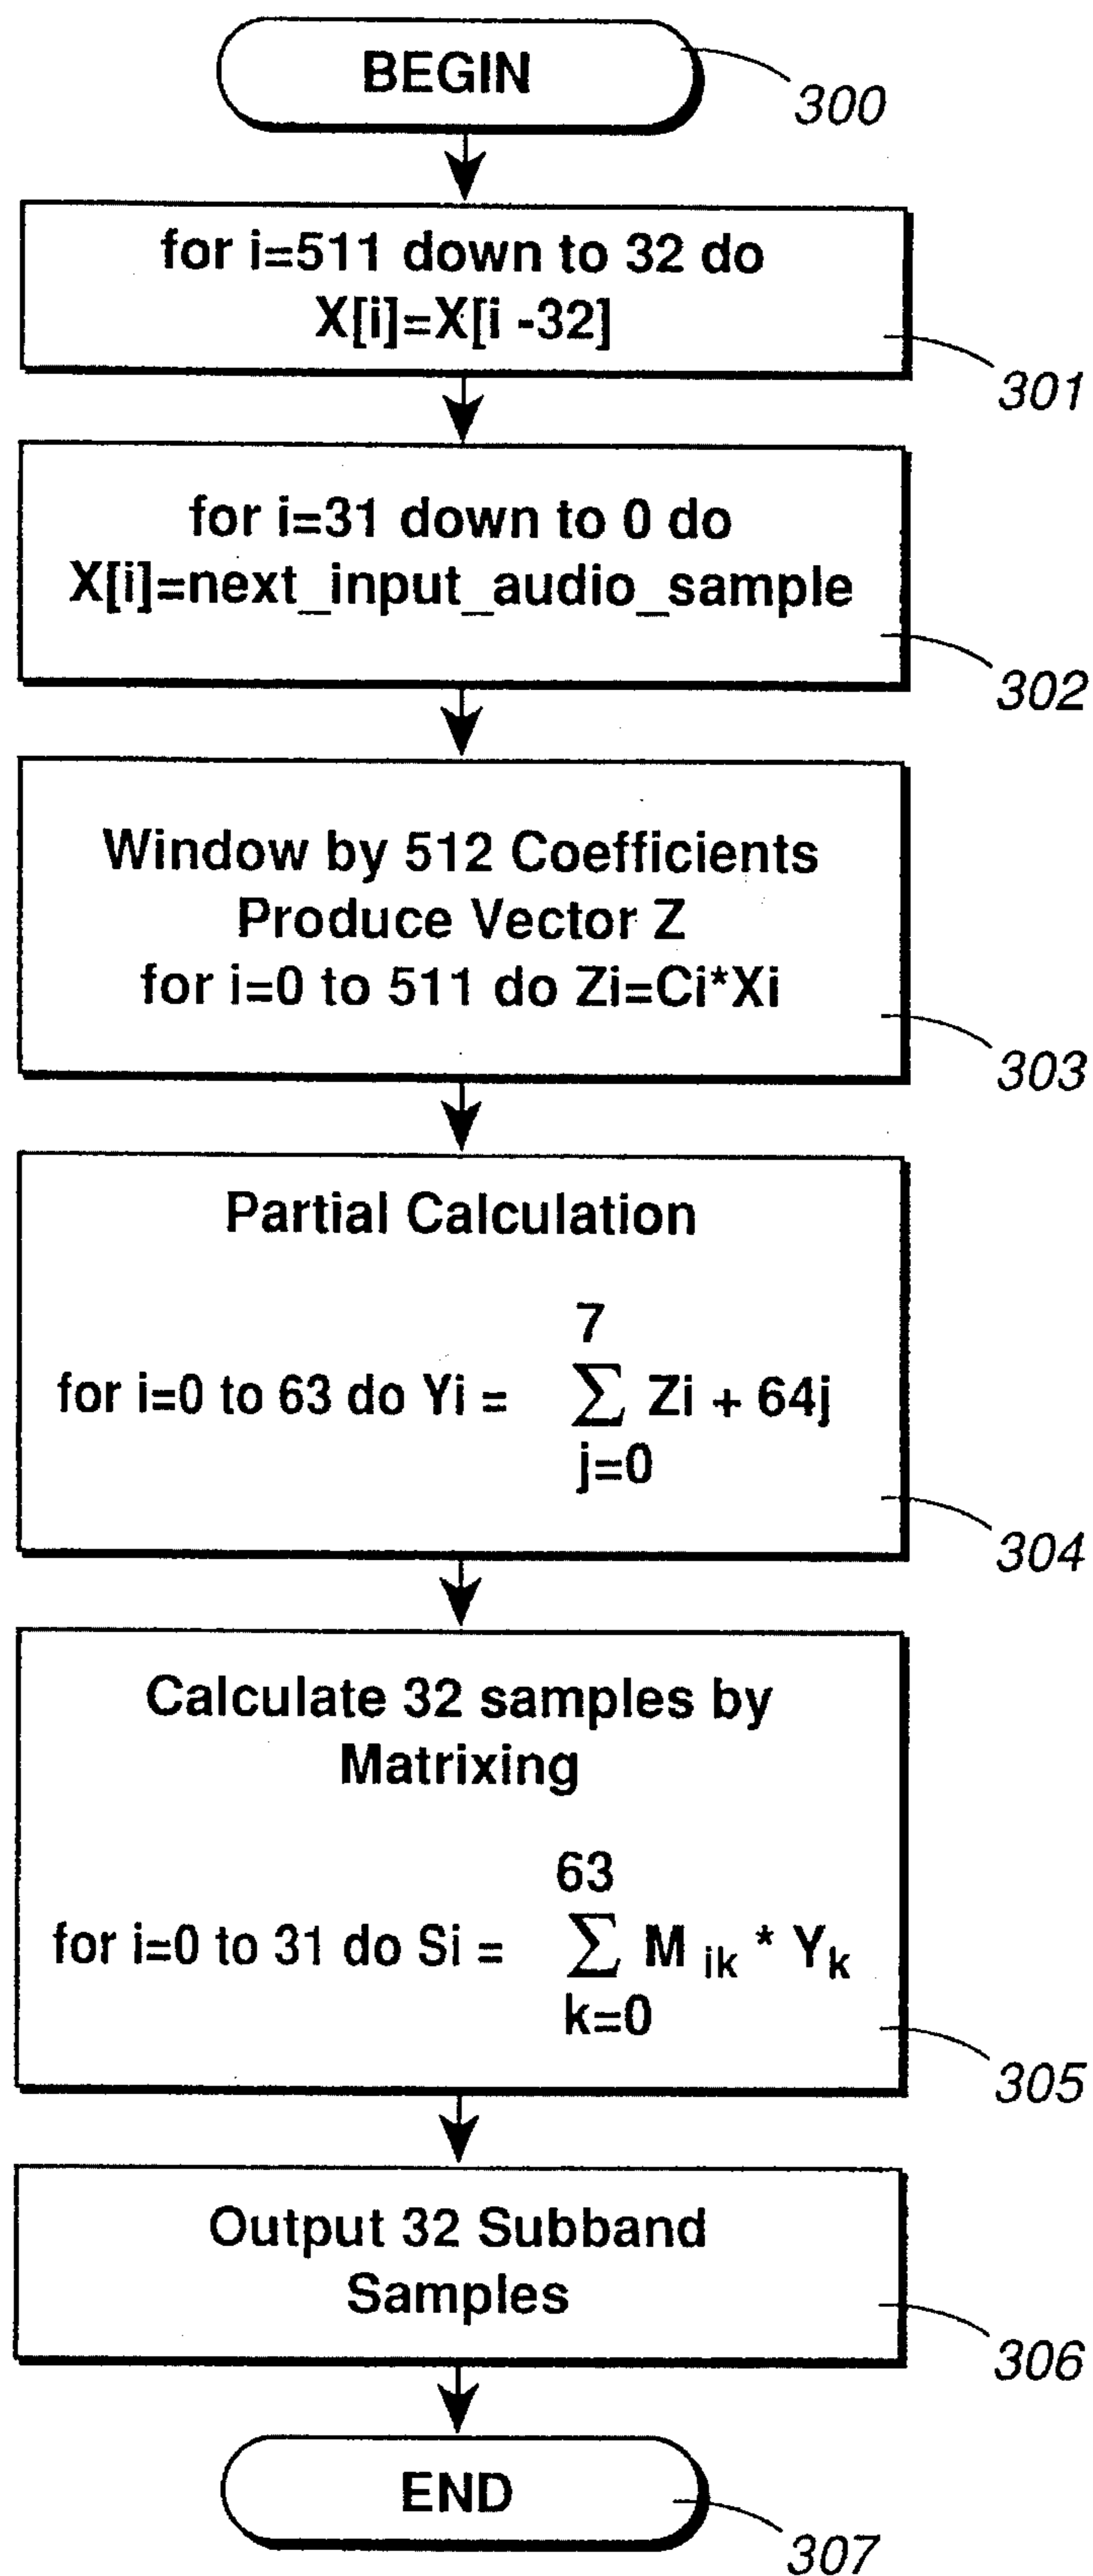 BEGIN
300
for i=511 down to 32 do
X[i]=X[i -32]
301
for i=31 down to 0 do
X[i]=next_input_audio_sample
302
Window by 512 Coefficients
Produce Vector Z
for i=0 to 511 do Zi=Ci*Xi
303
Partial Calculation
7
for i=0 to 63 do Yi = ∑ Zi + 64j
j=0
304
Calculate 32 samples by
Matrixing
63
for i=0 to 31 do Si = ∑ M ik * Yk
k=0
305
Output 32 Subband
Samples
306
END
307